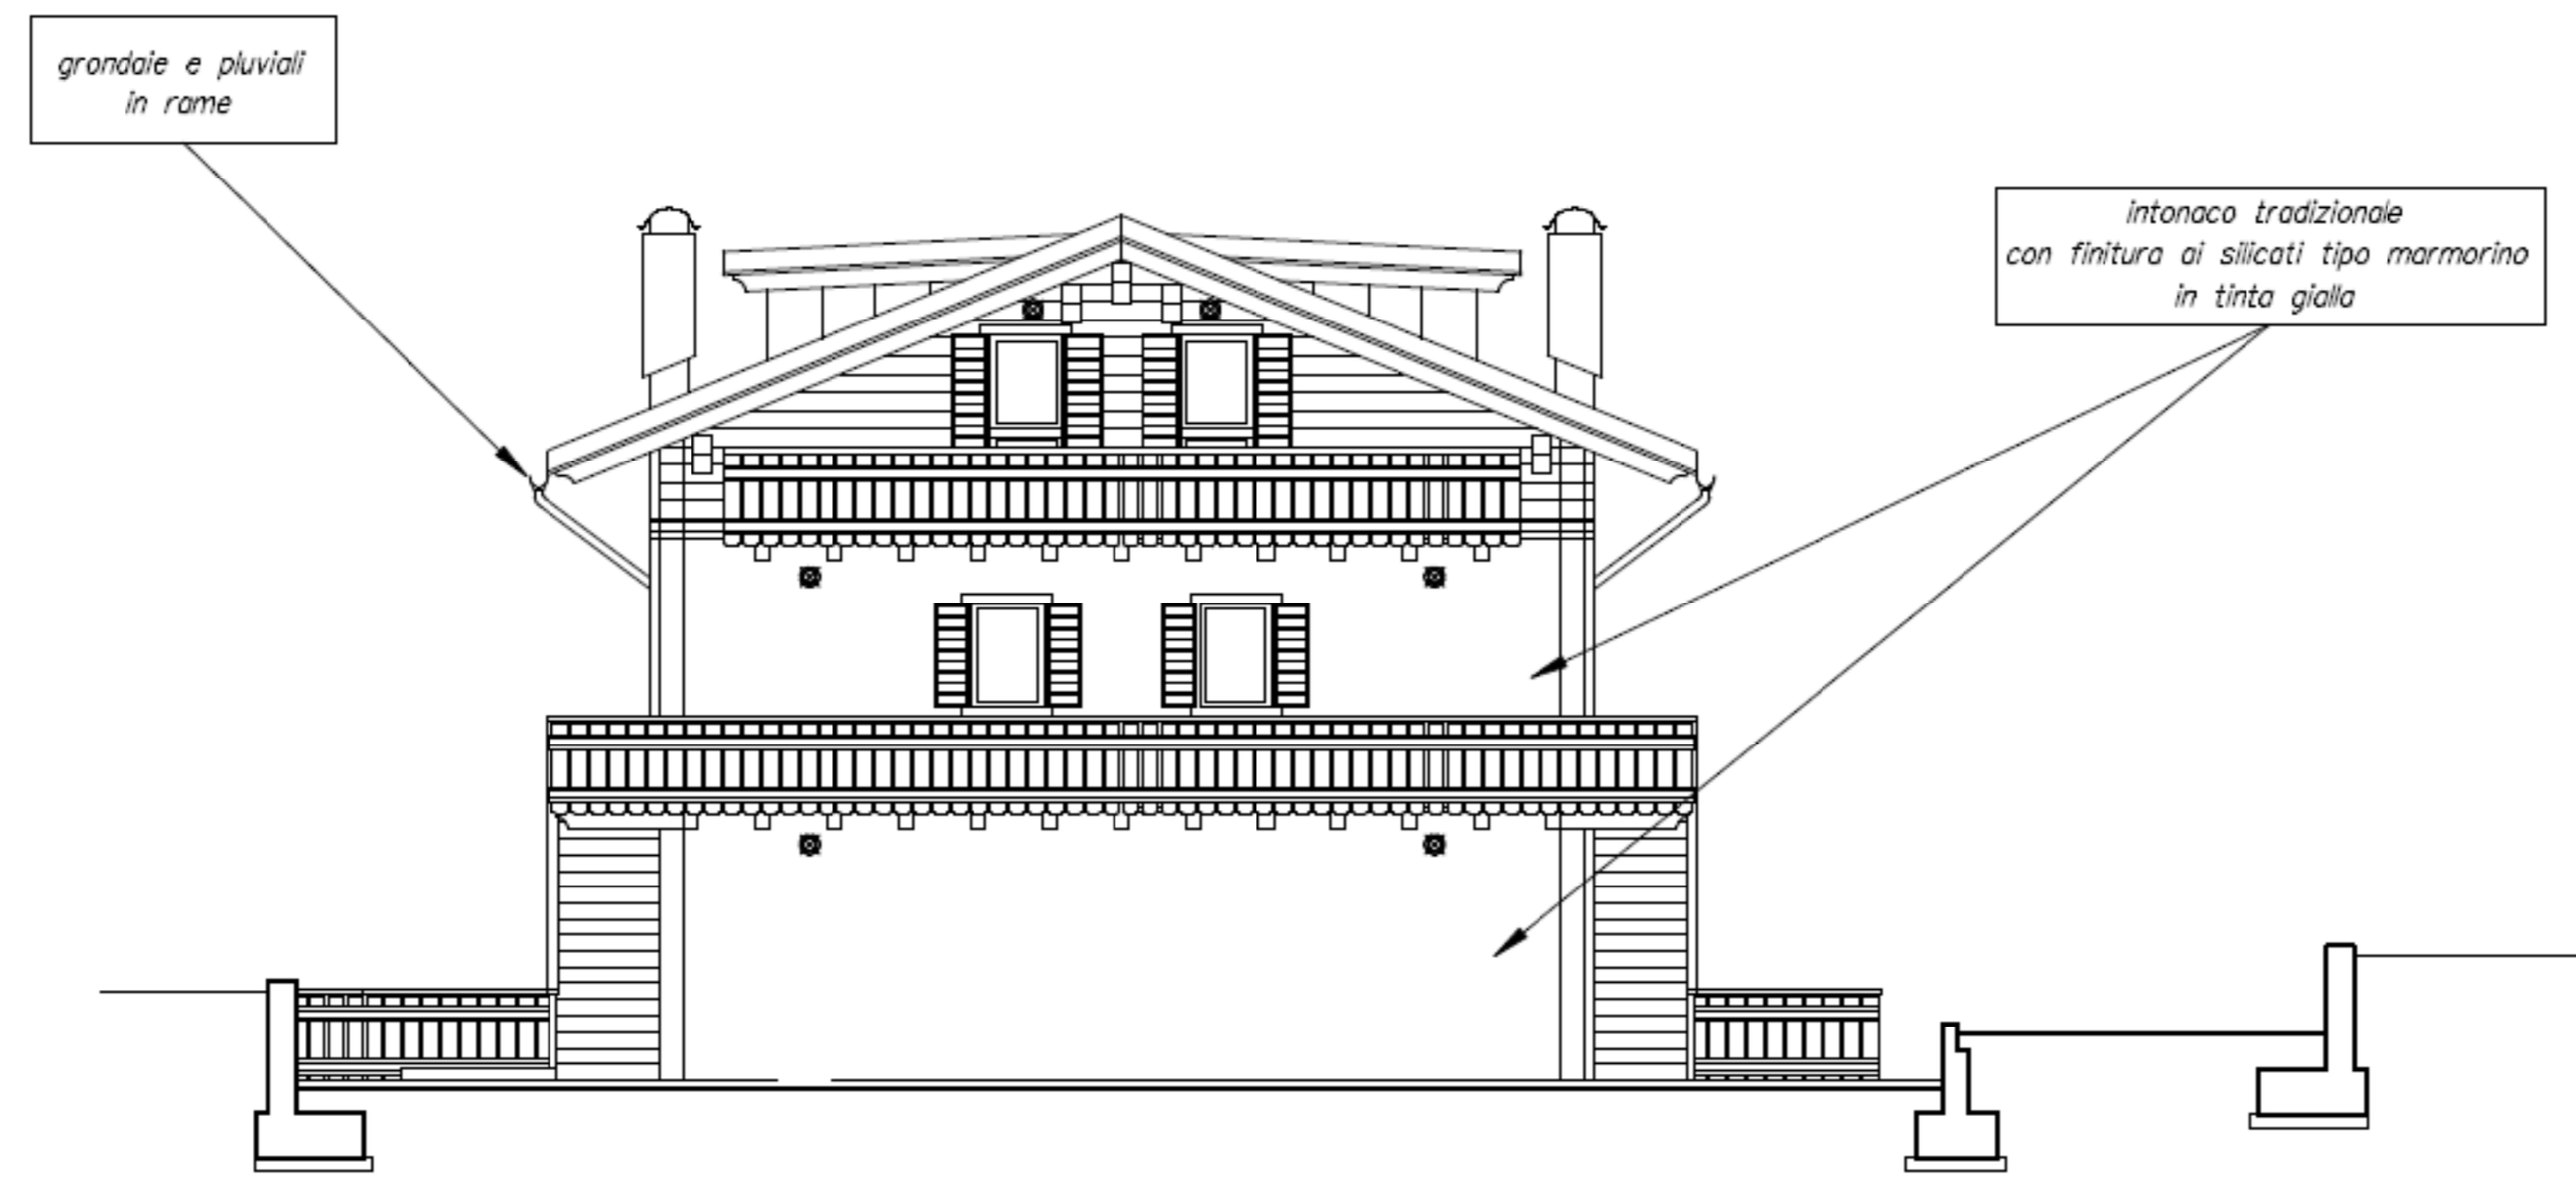 grondaie e pluviali
in rame
intonaco tradizionale
con finitura ai silicati tipo marmorino
in tinta gialla